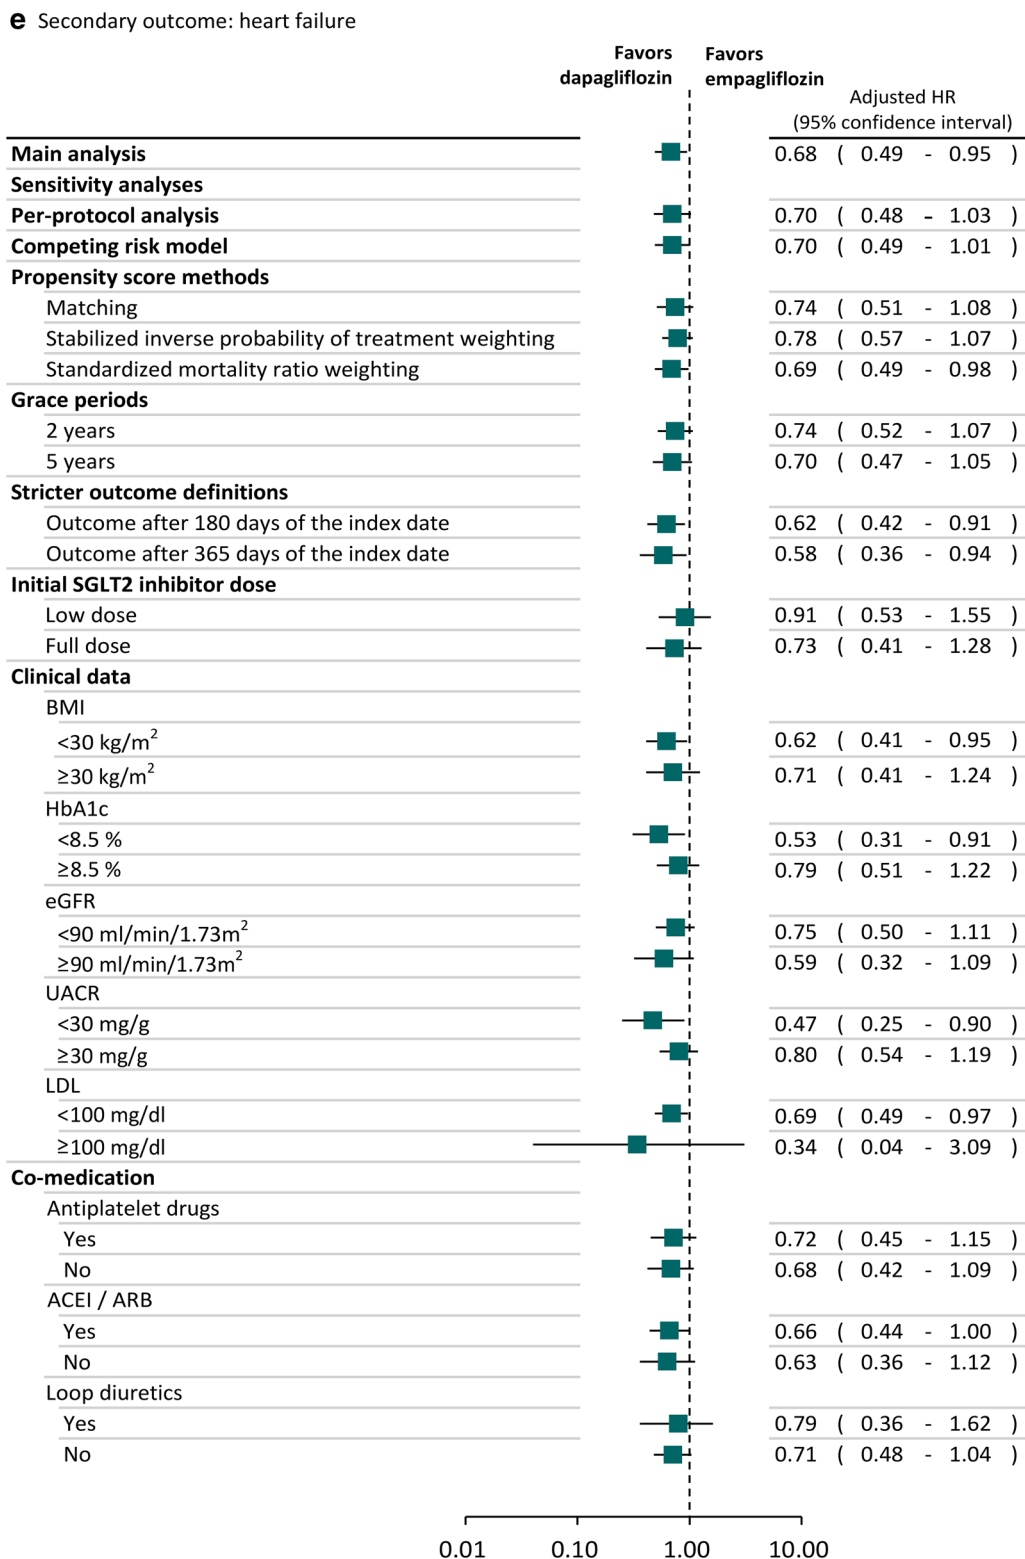 e Secondary outcome: heart failure
Favors dapagliflozin
Favors empagliflozin
Adjusted HR
(95% confidence interval)
Main analysis 0.68 ( 0.49 - 0.95 )
Sensitivity analyses
Per-protocol analysis 0.70 ( 0.48 - 1.03 )
Competing risk model 0.70 ( 0.49 - 1.01 )
Propensity score methods
Matching 0.74 ( 0.51 - 1.08 )
Stabilized inverse probability of treatment weighting 0.78 ( 0.57 - 1.07 )
Standardized mortality ratio weighting 0.69 ( 0.49 - 0.98 )
Grace periods
2 years 0.74 ( 0.52 - 1.07 )
5 years 0.70 ( 0.47 - 1.05 )
Stricter outcome definitions
Outcome after 180 days of the index date 0.62 ( 0.42 - 0.91 )
Outcome after 365 days of the index date 0.58 ( 0.36 - 0.94 )
Initial SGLT2 inhibitor dose
Low dose 0.91 ( 0.53 - 1.55 )
Full dose 0.73 ( 0.41 - 1.28 )
Clinical data
BMI
<30 kg/m² 0.62 ( 0.41 - 0.95 )
≥30 kg/m² 0.71 ( 0.41 - 1.24 )
HbA1c
<8.5 % 0.53 ( 0.31 - 0.91 )
≥8.5 % 0.79 ( 0.51 - 1.22 )
eGFR
<90 ml/min/1.73m² 0.75 ( 0.50 - 1.11 )
≥90 ml/min/1.73m² 0.59 ( 0.32 - 1.09 )
UACR
<30 mg/g 0.47 ( 0.25 - 0.90 )
≥30 mg/g 0.80 ( 0.54 - 1.19 )
LDL
<100 mg/dl 0.69 ( 0.49 - 0.97 )
≥100 mg/dl 0.34 ( 0.04 - 3.09 )
Co-medication
Antiplatelet drugs
Yes 0.72 ( 0.45 - 1.15 )
No 0.68 ( 0.42 - 1.09 )
ACEI / ARB
Yes 0.66 ( 0.44 - 1.00 )
No 0.63 ( 0.36 - 1.12 )
Loop diuretics
Yes 0.79 ( 0.36 - 1.62 )
No 0.71 ( 0.48 - 1.04 )
0.01 0.10 1.00 10.00